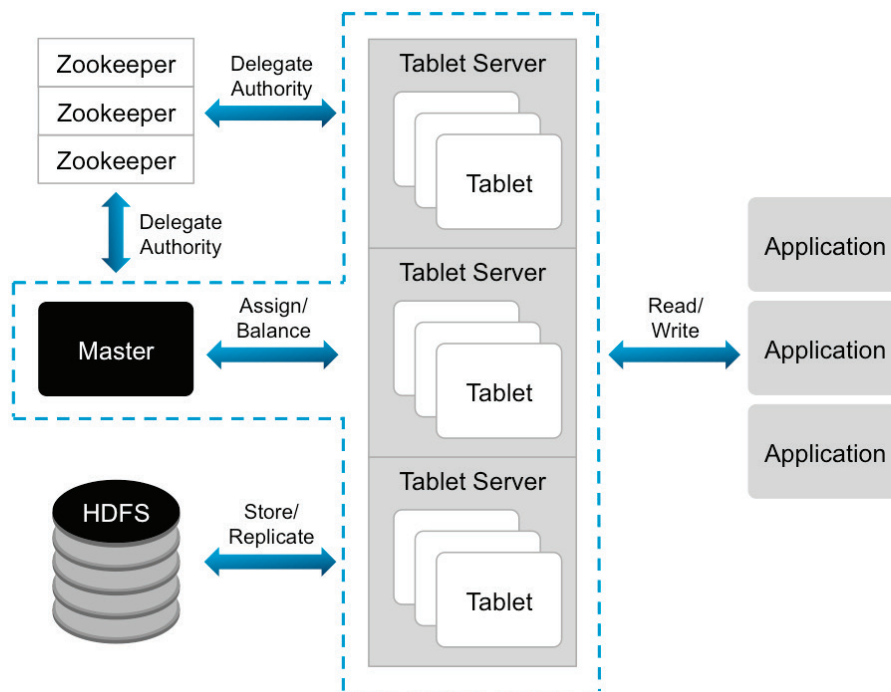 Zookeeper
Zookeeper
Zookeeper
Delegate
Authority
Delegate
Authority
Master
Assign/
Balance
HDFS
Store/
Replicate
Tablet Server
Tablet
Tablet Server
Tablet
Tablet Server
Tablet
Read/
Write
Application
Application
Application